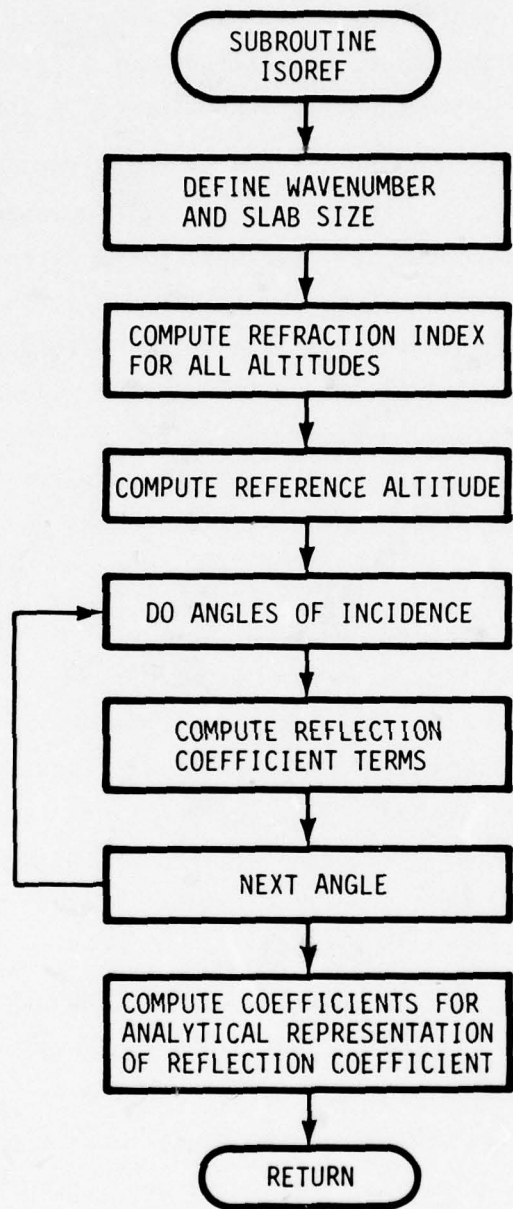 SUBROUTINE
ISOREF
DEFINE WAVENUMBER
AND SLAB SIZE
COMPUTE REFRACTION INDEX
FOR ALL ALTITUDES
COMPUTE REFERENCE ALTITUDE
DO ANGLES OF INCIDENCE
COMPUTE REFLECTION
COEFFICIENT TERMS
NEXT ANGLE
COMPUTE COEFFICIENTS FOR
ANALYTICAL REPRESENTATION
OF REFLECTION COEFFICIENT
RETURN